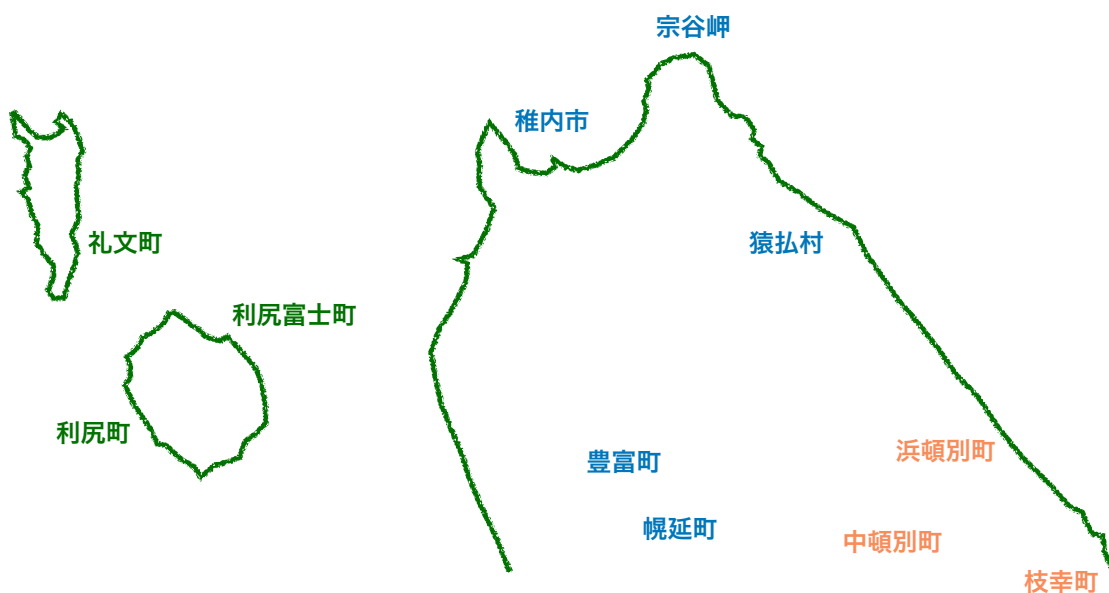 宗谷岬
稚内市
礼文町
猿払村
利尻富士町
利尻町
豊富町
浜頓別町
幌延町
中頓別町
枝幸町